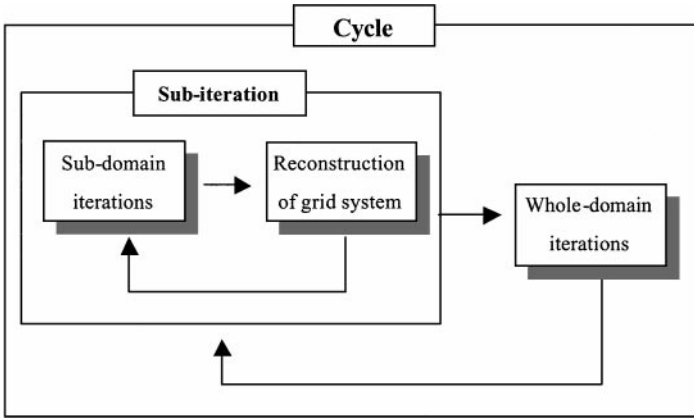 Cycle
Sub-iteration
Sub-domain
iterations
Reconstruction
of grid system
Whole-domain
iterations